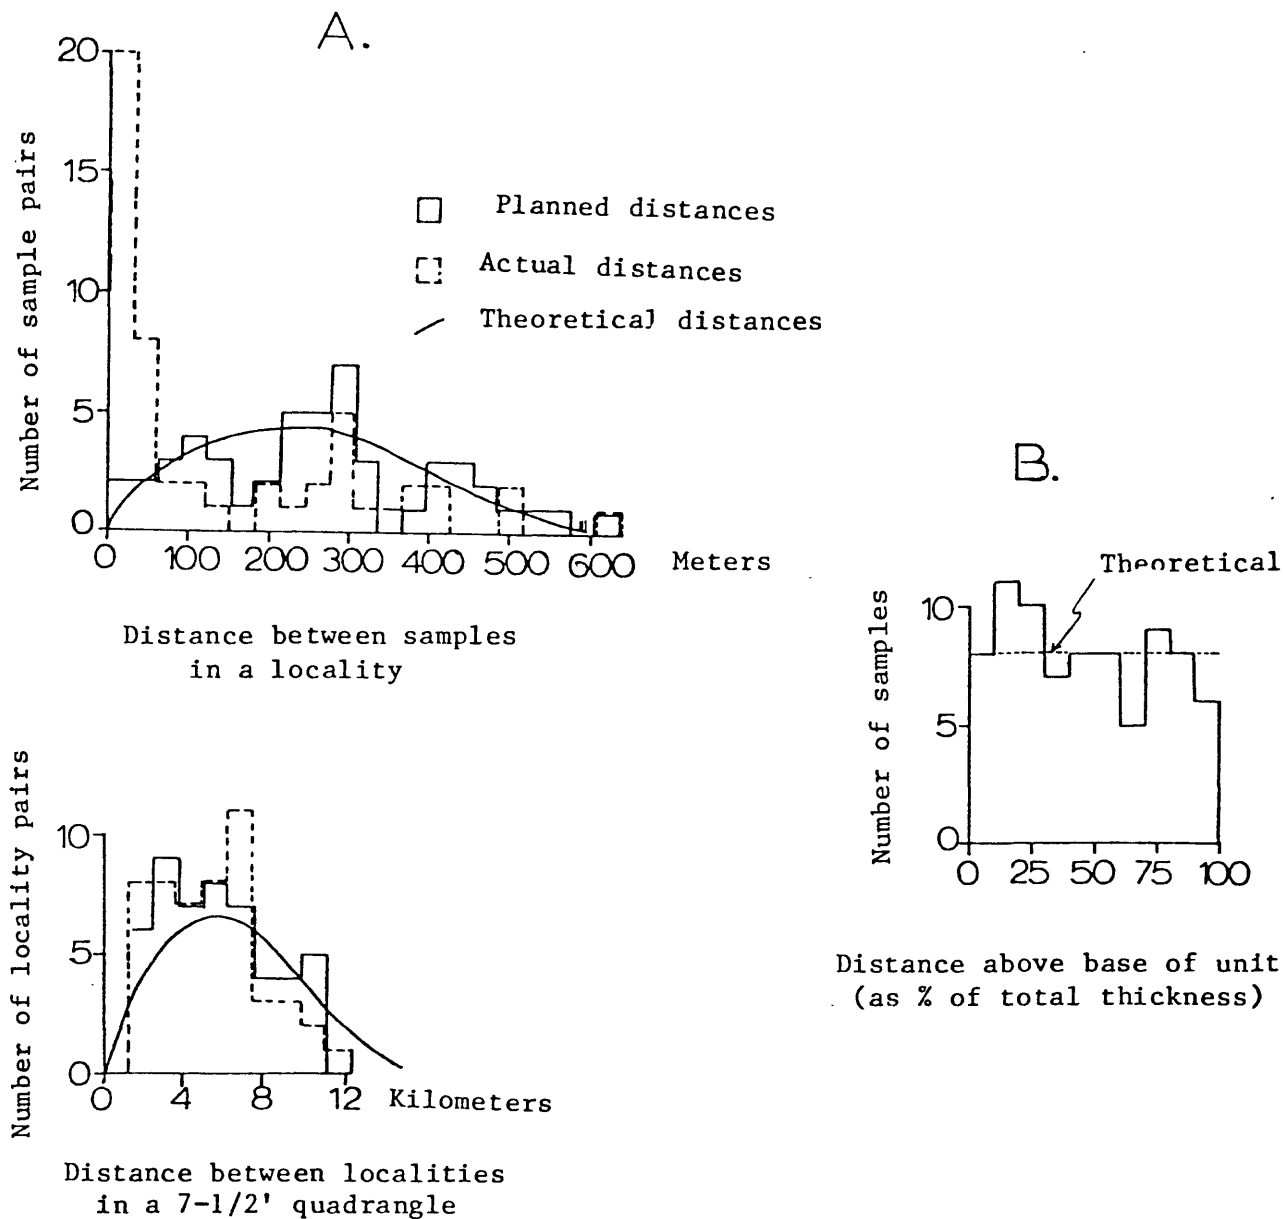 A.
20
15
10
5
0
Number of sample pairs
Planned distances
Actual distances
Theoretical distances
0 100 200 300 400 500 600 Meters
Distance between samples
in a locality
B.
Theoretical
10
5
0
Number of samples
0 25 50 75 100
Distance above base of unit
(as % of total thickness)
10
5
0
Number of locality pairs
0 4 8 12 Kilometers
Distance between localities
in a 7-1/2' quadrangle